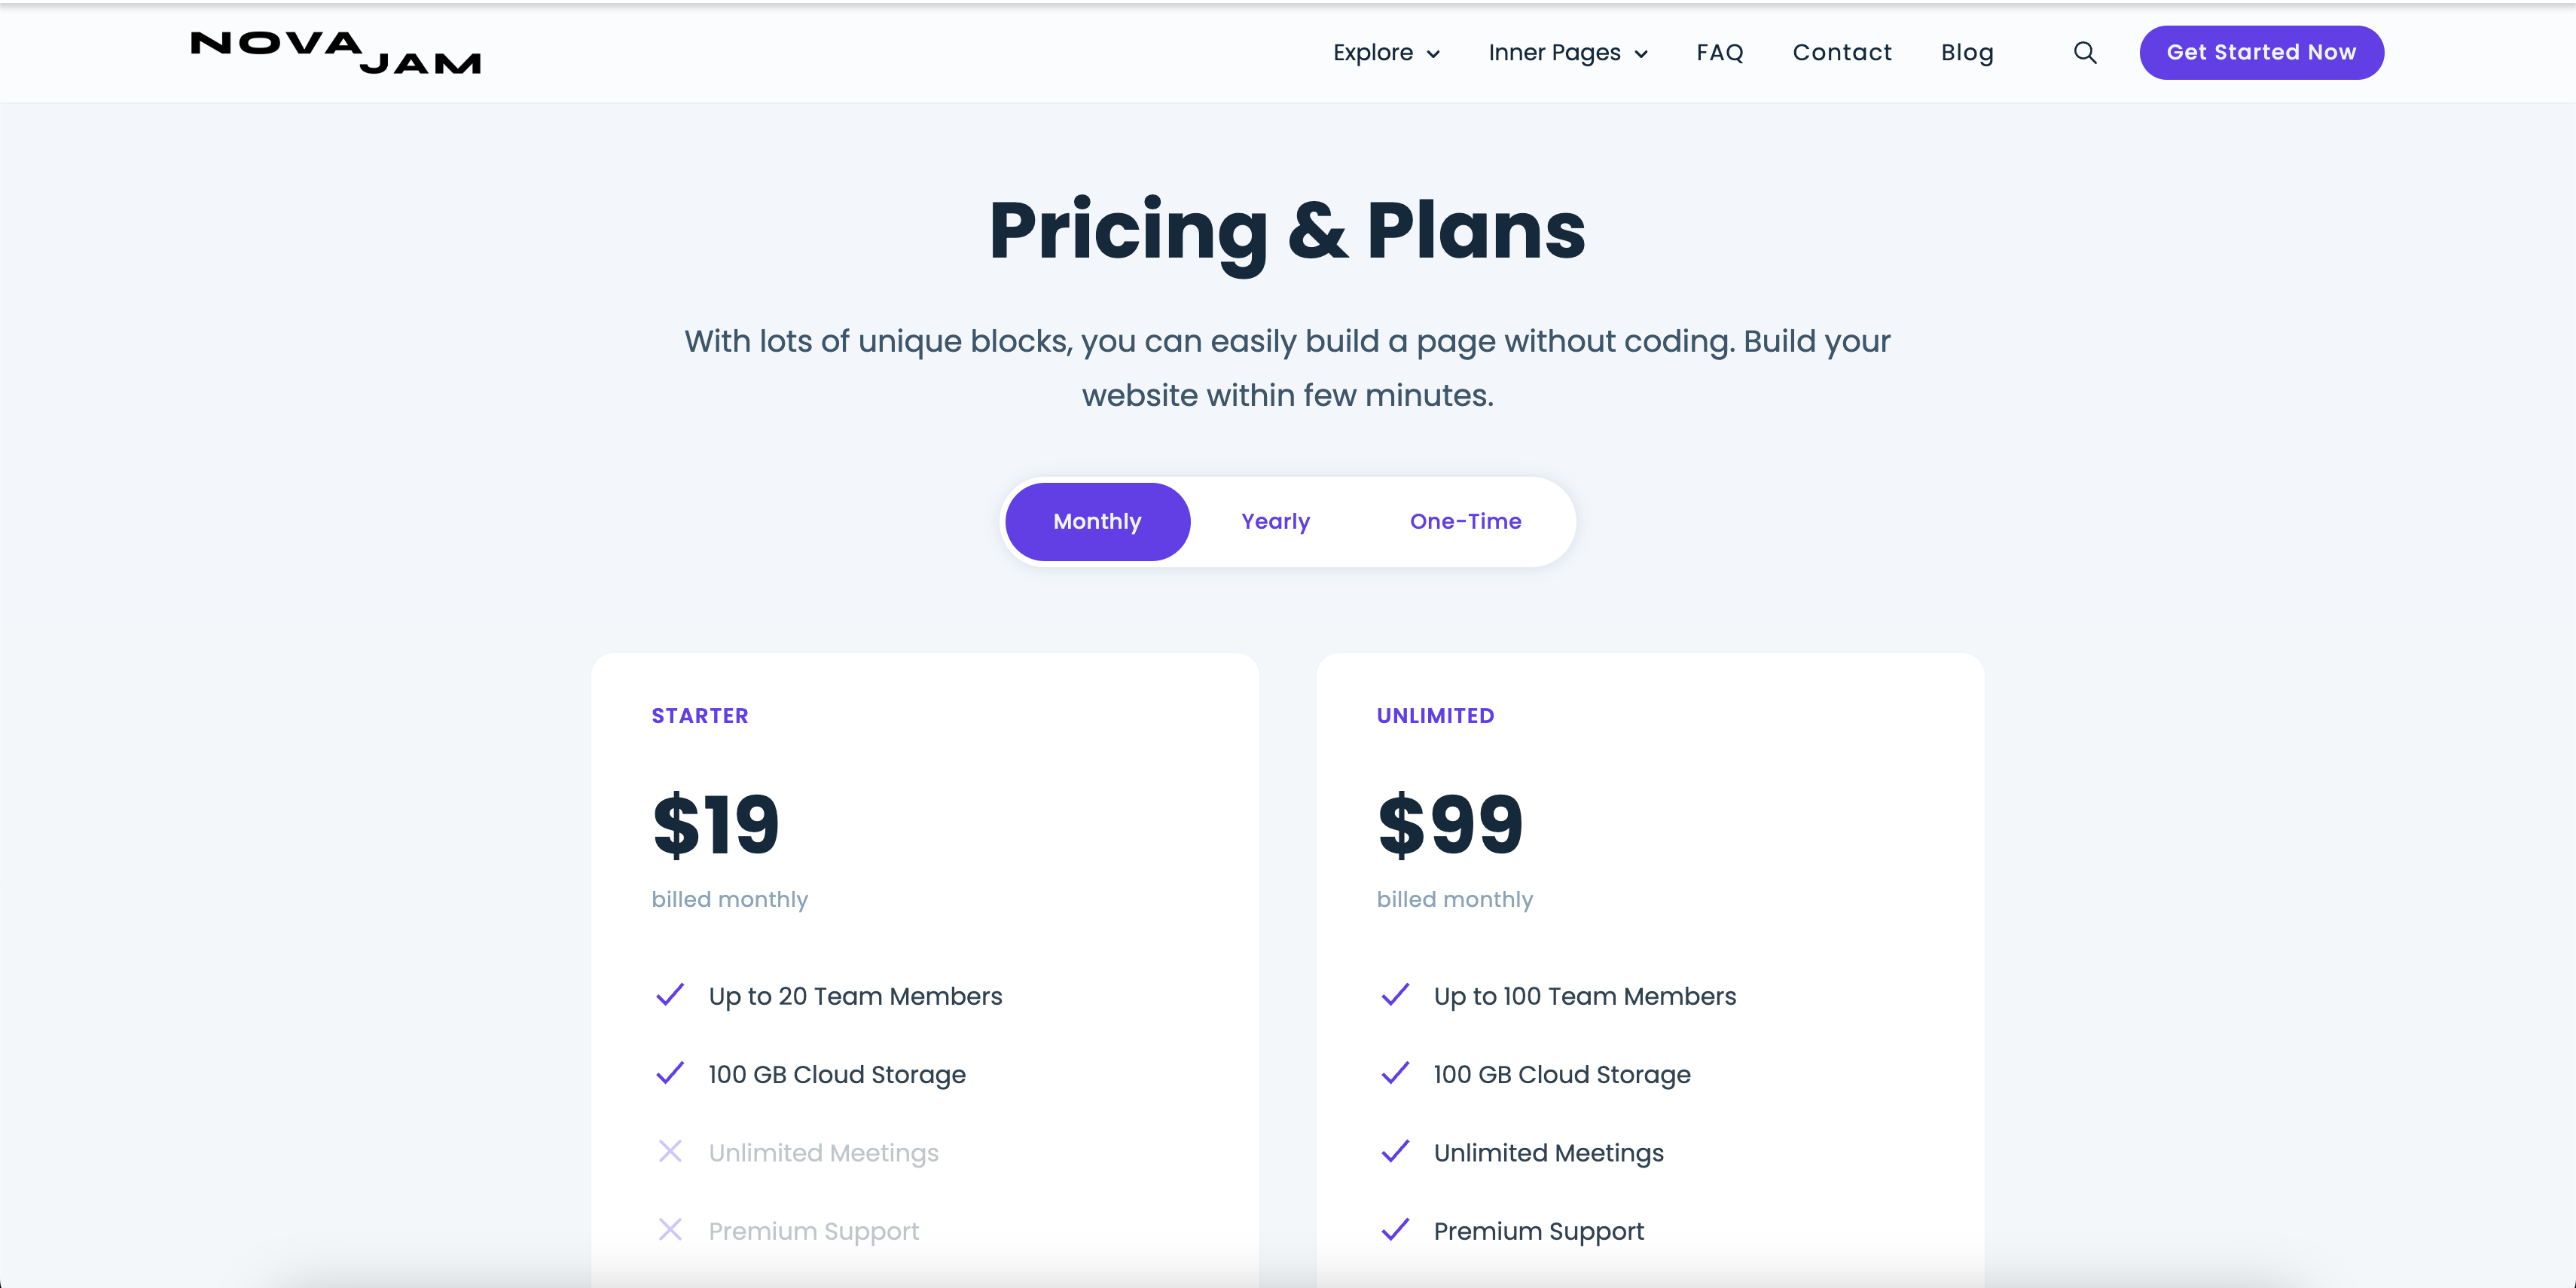 NOVA JAM
Explore
Inner Pages
FAQ
Contact
Blog
Get Started Now
Pricing & Plans
With lots of unique blocks, you can easily build a page without coding. Build your
website within few minutes.
Monthly
Yearly
One-Time
STARTER
$19
billed monthly
Up to 20 Team Members
100 GB Cloud Storage
Unlimited Meetings
Premium Support
UNLIMITED
$99
billed monthly
Up to 100 Team Members
100 GB Cloud Storage
Unlimited Meetings
Premium Support